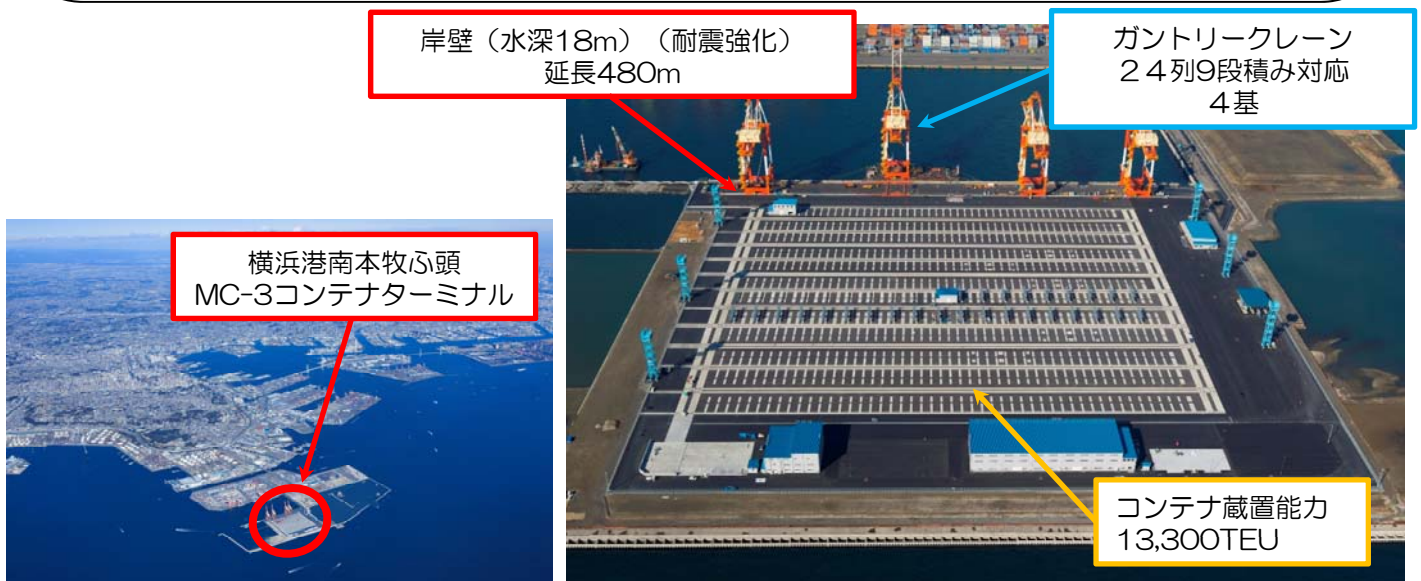 岸壁（水深18m）（耐震強化）
延長480m
ガントリークレーン
２４列9段積み対応
４基
横浜港南本牧ふ頭
MC-3コンテナターミナル
コンテナ蔵置能力
13,300TEU